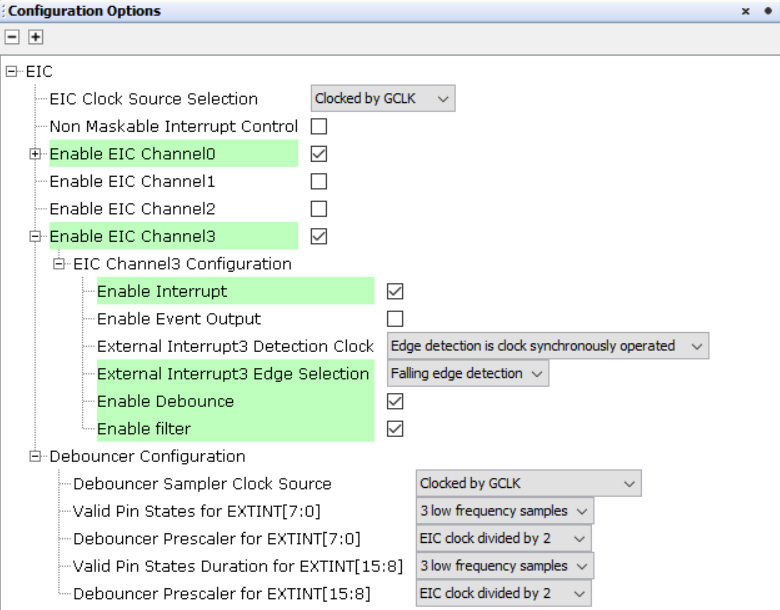 Configuration Options
EIC
EIC Clock Source Selection Clocked by GCLK
Non Maskable Interrupt Control
Enable EIC Channel0
Enable EIC Channel1
Enable EIC Channel2
Enable EIC Channel3
EIC Channel3 Configuration
Enable Interrupt
Enable Event Output
External Interrupt3 Detection Clock Edge detection is clock synchronously operated
External Interrupt3 Edge Selection Falling edge detection
Enable Debounce
Enable filter
Debouncer Configuration
Debouncer Sampler Clock Source Clocked by GCLK
Valid Pin States for EXTINT[7:0] 3 low frequency samples
Debouncer Prescaler for EXTINT[7:0] EIC clock divided by 2
Valid Pin States Duration for EXTINT[15:8] 3 low frequency samples
Debouncer Prescaler for EXTINT[15:8] EIC clock divided by 2